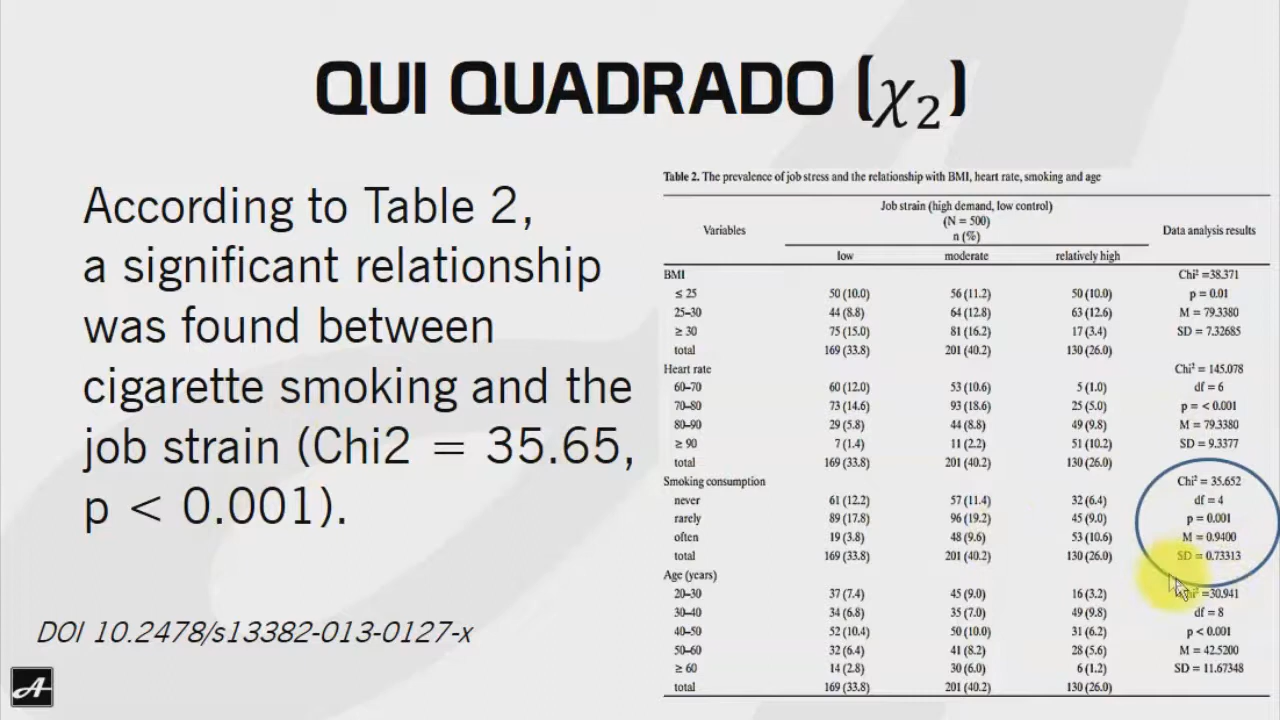 QUI QUADRADO (χ₂)
According to Table 2,
a significant relationship
was found between
cigarette smoking and the
job strain (Chi2 = 35.65,
p < 0.001).
DOI 10.2478/s13382-013-0127-x
Table 2. The prevalence of job stress and the relationship with BMI, heart rate, smoking and age
Variables
Job strain (high demand, low control)
(N = 500)
n (%)
Data analysis results
low moderate relatively high
BMI Chi² =38.371
≤ 25 50 (10.0) 56 (11.2) 50 (10.0) p = 0.01
25–30 44 (8.8) 64 (12.8) 63 (12.6) M = 79.3380
≥ 30 75 (15.0) 81 (16.2) 17 (3.4) SD = 7.32685
total 169 (33.8) 201 (40.2) 130 (26.0)
Heart rate Chi² = 145.078
60–70 60 (12.0) 53 (10.6) 5 (1.0) df = 6
70–80 73 (14.6) 93 (18.6) 25 (5.0) p = < 0.001
80–90 29 (5.8) 44 (8.8) 49 (9.8) M = 79.3380
≥ 90 7 (1.4) 11 (2.2) 51 (10.2) SD = 9.3377
total 169 (33.8) 201 (40.2) 130 (26.0)
Smoking consumption Chi² = 35.652
never 61 (12.2) 57 (11.4) 32 (6.4) df = 4
rarely 89 (17.8) 96 (19.2) 45 (9.0) p = 0.001
often 19 (3.8) 48 (9.6) 53 (10.6) M = 0.9400
total 169 (33.8) 201 (40.2) 130 (26.0) SD = 0.73313
Age (years)
20–30 37 (7.4) 45 (9.0) 16 (3.2) Chi² =30.941
30–40 34 (6.8) 35 (7.0) 49 (9.8) df = 8
40–50 52 (10.4) 50 (10.0) 31 (6.2) p < 0.001
50–60 32 (6.4) 41 (8.2) 28 (5.6) M = 42.5200
≥ 60 14 (2.8) 30 (6.0) 6 (1.2) SD = 11.67348
total 169 (33.8) 201 (40.2) 130 (26.0)
A